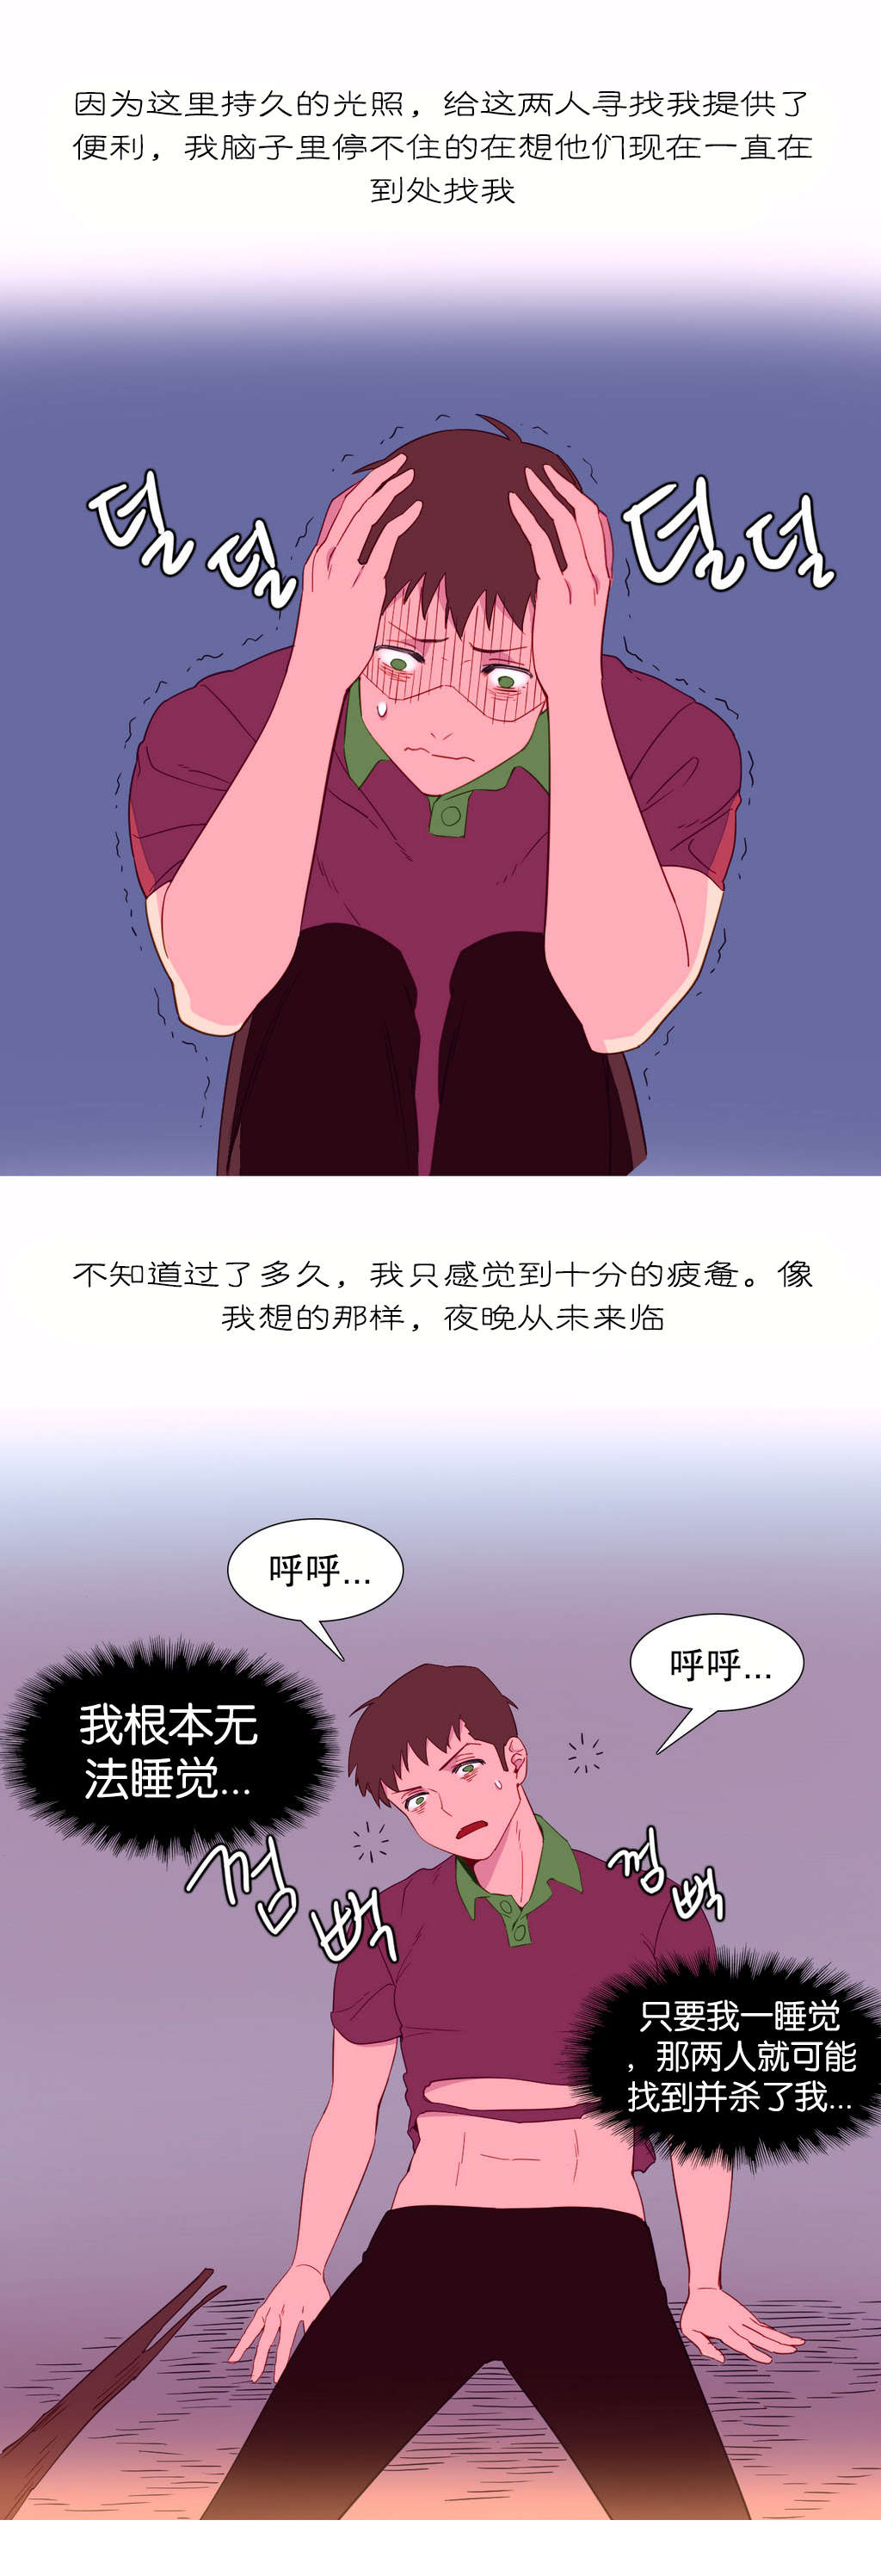 因为这里持久的光照，给这两人寻找我提供了
便利，我脑子里停不住的在想他们现在一直在
到处找我
덜
덜
덜
덜
不知道过了多久，我只感觉到十分的疲惫。像
我想的那样，夜晚从未来临
呼呼...
呼呼...
我根本无
法睡觉...
껌
뻑
껌
뻑
只要我一睡觉
，那两人就可能
找到并杀了我...